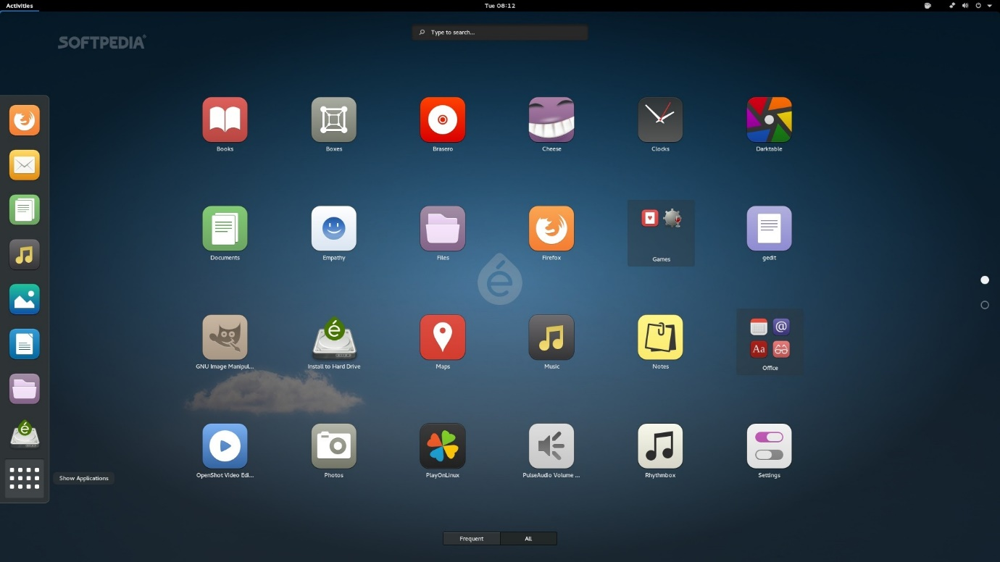 Activities
Tue 08:12
SOFTPEDIA®
Type to search...
Books
Boxes
Brasero
Cheese
Clocks
Darktable
Documents
Empathy
Files
Firefox
Games
gedit
é
GNU Image Manipul...
é
Install to Hard Drive
Maps
Music
Notes
@
Aa
Office
é
OpenShot Video Edi...
Photos
PlayOnLinux
PulseAudio Volume ...
Rhythmbox
Settings
Show Applications
Frequent
All